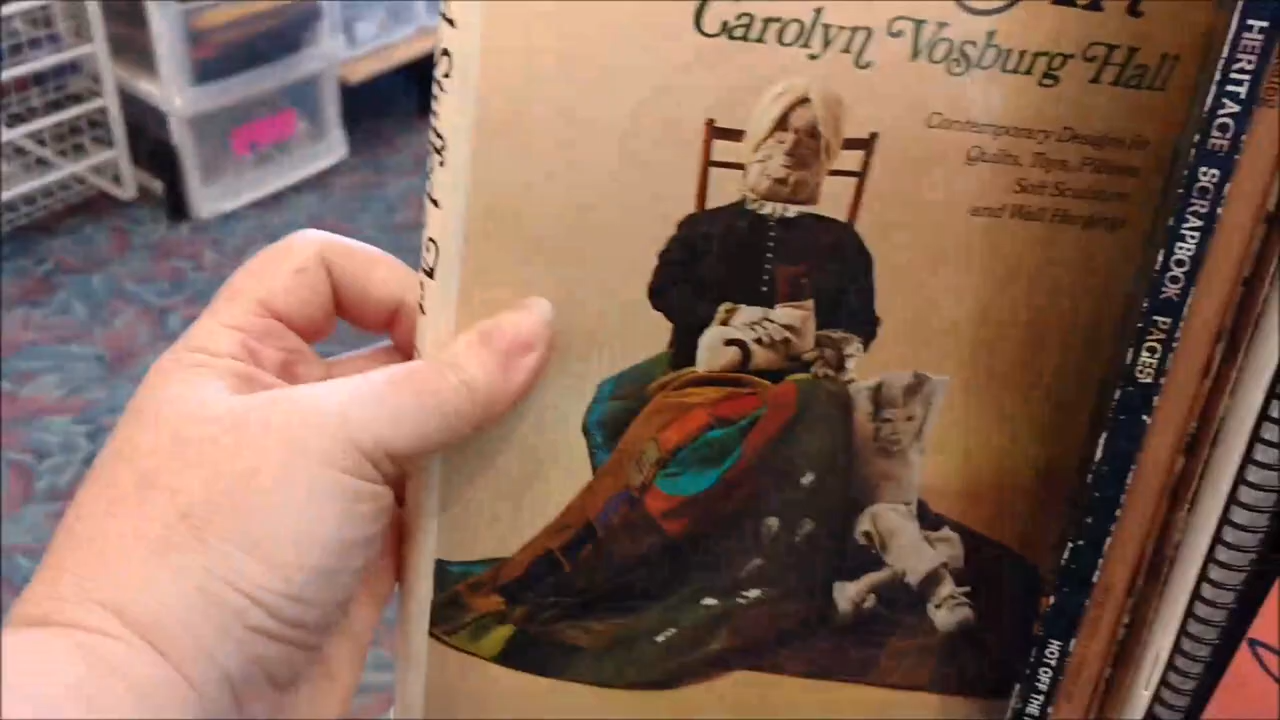 Carolyn Vosburg Hall
Contemporary Designs in
Quilts, Toys, Pillows
Soft Sculpture
and Wall Hangings
HERITAGE SCRAPBOOK PAGES
HOT OFF THE